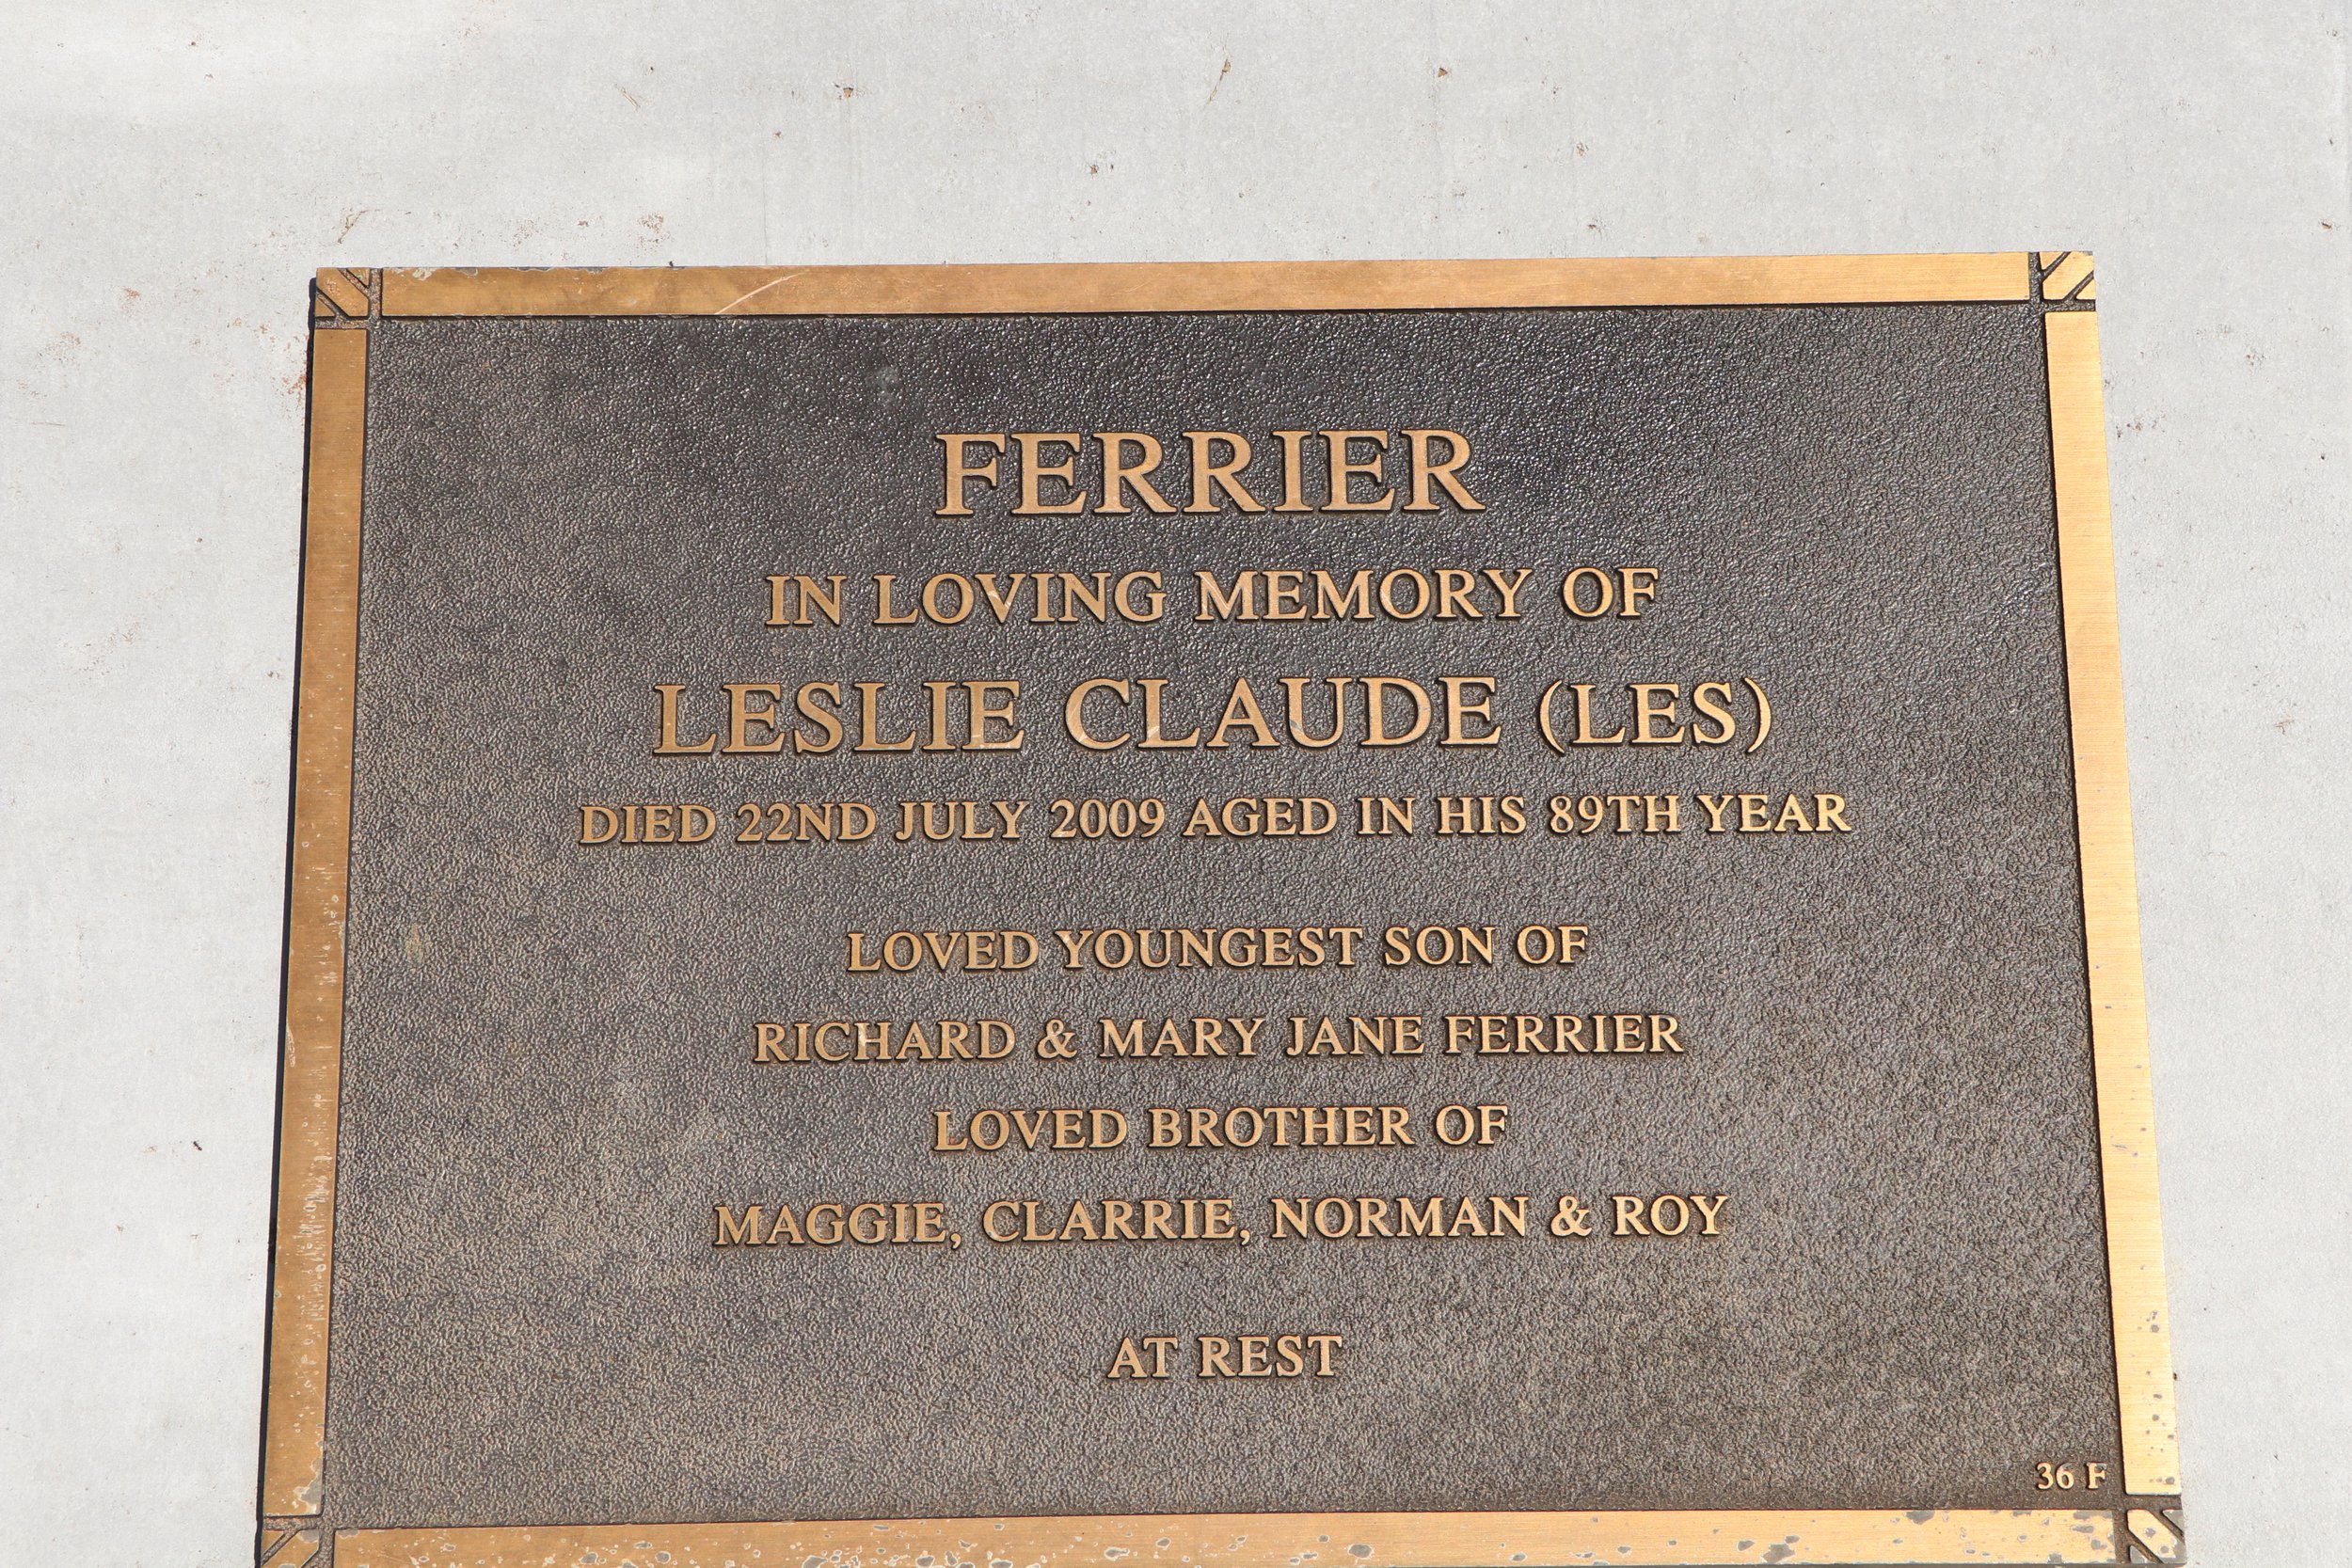 FERRIER
IN LOVING MEMORY OF
LESLIE CLAUDE (LES)
DIED 22ND JULY 2009 AGED IN HIS 89TH YEAR
LOVED YOUNGEST SON OF
RICHARD & MARY JANE FERRIER
LOVED BROTHER OF
MAGGIE, CLARRIE, NORMAN & ROY
AT REST
36 F